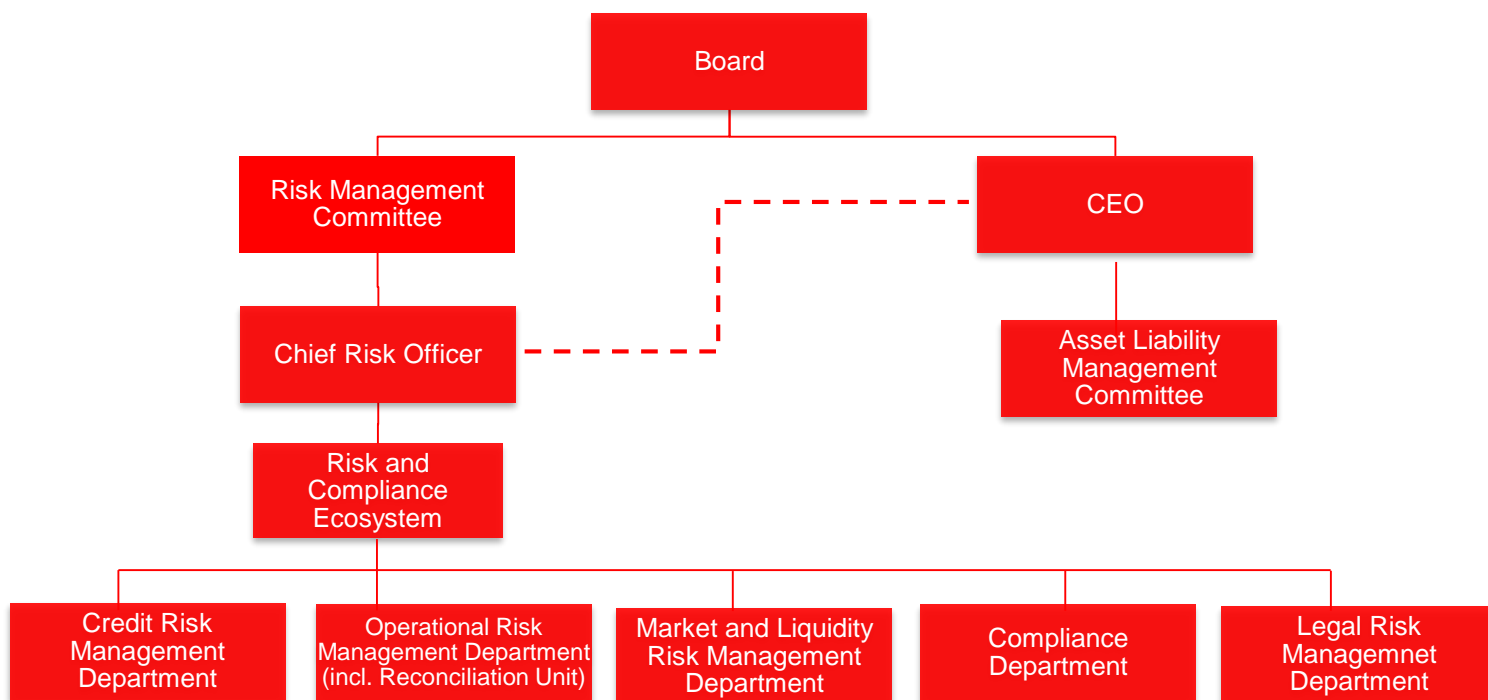 Board
Risk Management
Committee
CEO
Chief Risk Officer
Asset Liability
Management
Committee
Risk and
Compliance
Ecosystem
Credit Risk
Management
Department
Operational Risk
Management Department
(incl. Reconciliation Unit)
Market and Liquidity
Risk Management
Department
Compliance
Department
Legal Risk
Managemnet
Department